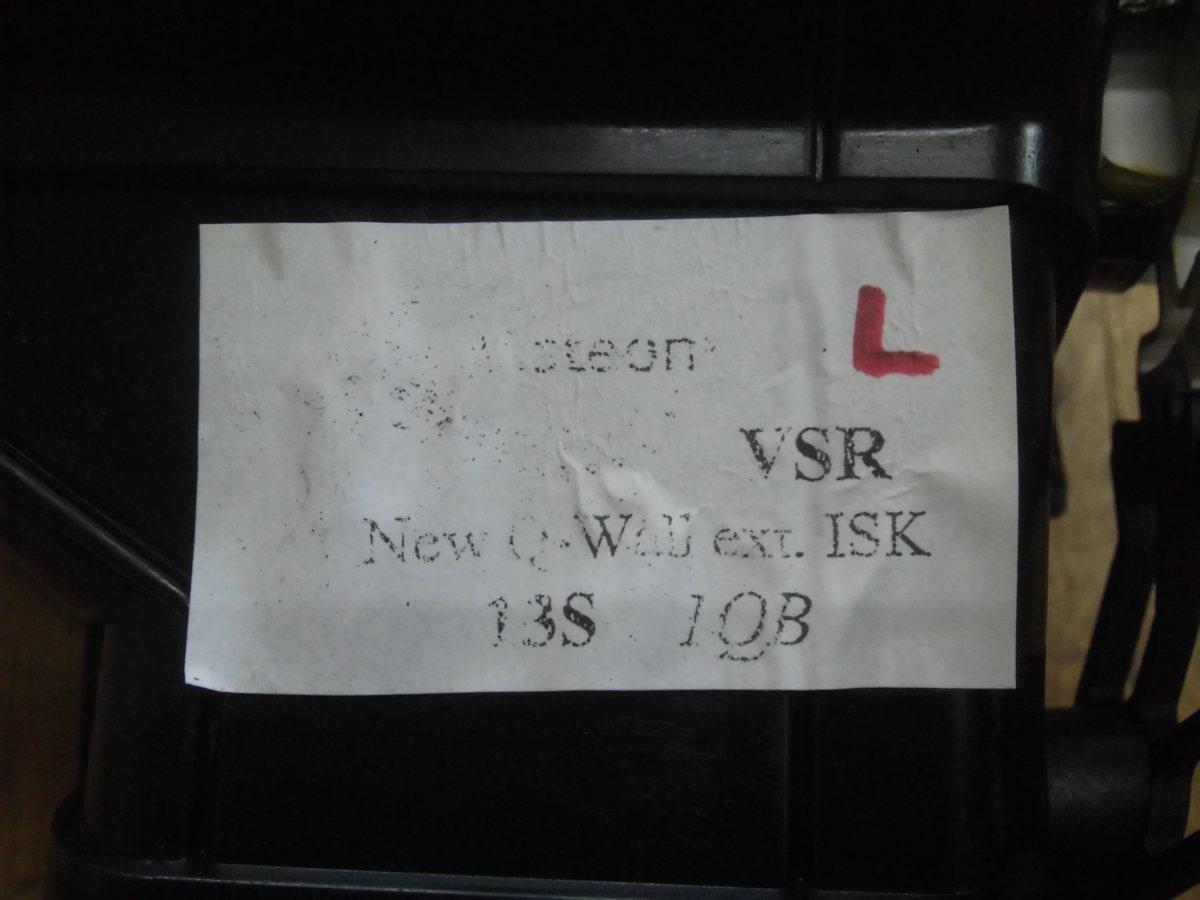 L
VSR
New Q-Wall ext. ISK
13S 1QB